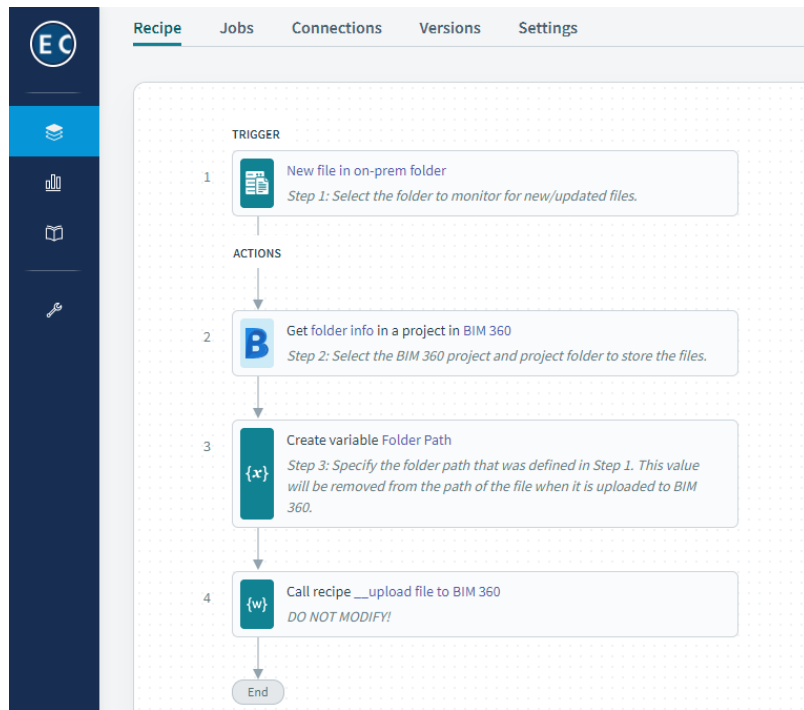 EC
Recipe Jobs Connections Versions Settings
TRIGGER
1
New file in on-prem folder
Step 1: Select the folder to monitor for new/updated files.
ACTIONS
2
B
Get folder info in a project in BIM 360
Step 2: Select the BIM 360 project and project folder to store the files.
3
{x}
Create variable Folder Path
Step 3: Specify the folder path that was defined in Step 1. This value
will be removed from the path of the file when it is uploaded to BIM
360.
4
{w}
Call recipe __upload file to BIM 360
DO NOT MODIFY!
End